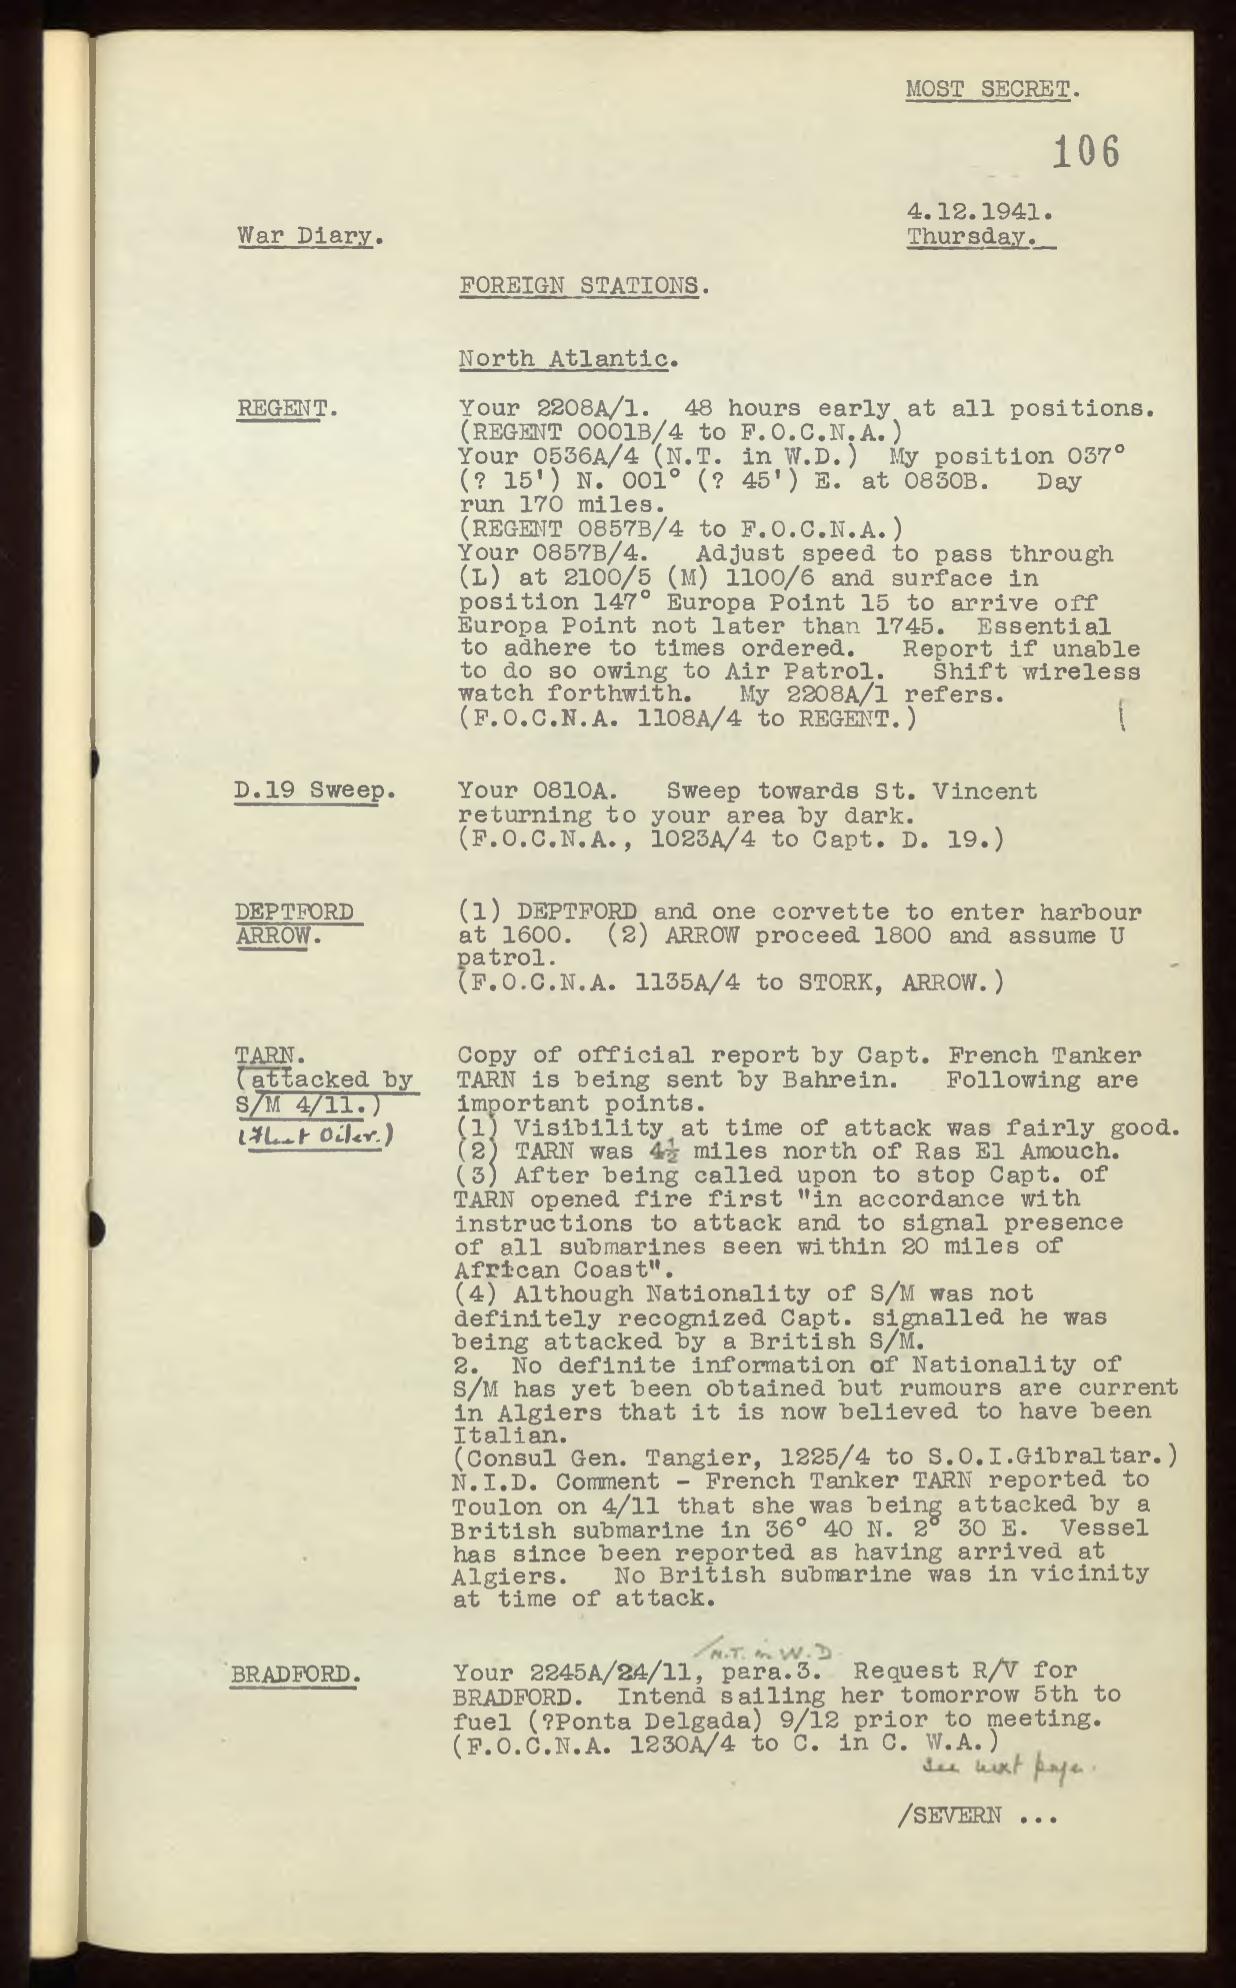 MOST SECRET.
106
4.12.1941.
War Diary.
Thursday.
FOREIGN STATIONS.
North Atlantic.
REGENT.
Your 2208A/1. 48 hours early at all positions.
(REGENT 0001B/4 to F.O.C.N.A.)
Your 0536A/4 (N.T. in W.D.) My position 037°
(? 15') N. 001° (? 45') E. at 0830B. Day
run 170 miles.
(REGENT 0857B/4 to F.O.C.N.A.)
Your 0857B/4. Adjust speed to pass through
(L) at 2100/5 (M) 1100/6 and surface in
position 147° Europa Point 15 to arrive off
Europa Point not later than 1745. Essential
to adhere to times ordered. Report if unable
to do so owing to Air Patrol. Shift wireless
watch forthwith. My 2208A/1 refers.
(F.O.C.N.A. 1108A/4 to REGENT.)
D.19 Sweep.
Your 0810A. Sweep towards St. Vincent
returning to your area by dark.
(F.O.C.N.A., 1023A/4 to Capt. D. 19.)
DEPTFORD
ARROW.
(1) DEPTFORD and one corvette to enter harbour
at 1600. (2) ARROW proceed 1800 and assume U
patrol.
(F.O.C.N.A. 1135A/4 to STORK, ARROW.)
TARN.
(attacked by
S/M 4/11.)
(Fleet Oiler.)
Copy of official report by Capt. French Tanker
TARN is being sent by Bahrein. Following are
important points.
(1) Visibility at time of attack was fairly good.
(2) TARN was 4½ miles north of Ras El Amouch.
(3) After being called upon to stop Capt. of
TARN opened fire first "in accordance with
instructions to attack and to signal presence
of all submarines seen within 20 miles of
African Coast".
(4) Although Nationality of S/M was not
definitely recognized Capt. signalled he was
being attacked by a British S/M.
2. No definite information of Nationality of
S/M has yet been obtained but rumours are current
in Algiers that it is now believed to have been
Italian.
(Consul Gen. Tangier, 1225/4 to S.O.I.Gibraltar.)
N.I.D. Comment - French Tanker TARN reported to
Toulon on 4/11 that she was being attacked by a
British submarine in 36° 40 N. 2° 30 E. Vessel
has since been reported as having arrived at
Algiers. No British submarine was in vicinity
at time of attack.
/N.T. in W.D
BRADFORD.
Your 2245A/24/11, para.3. Request R/V for
BRADFORD. Intend sailing her tomorrow 5th to
fuel (?Ponta Delgada) 9/12 prior to meeting.
(F.O.C.N.A. 1230A/4 to C. in C. W.A.)
See next page.
/SEVERN ...